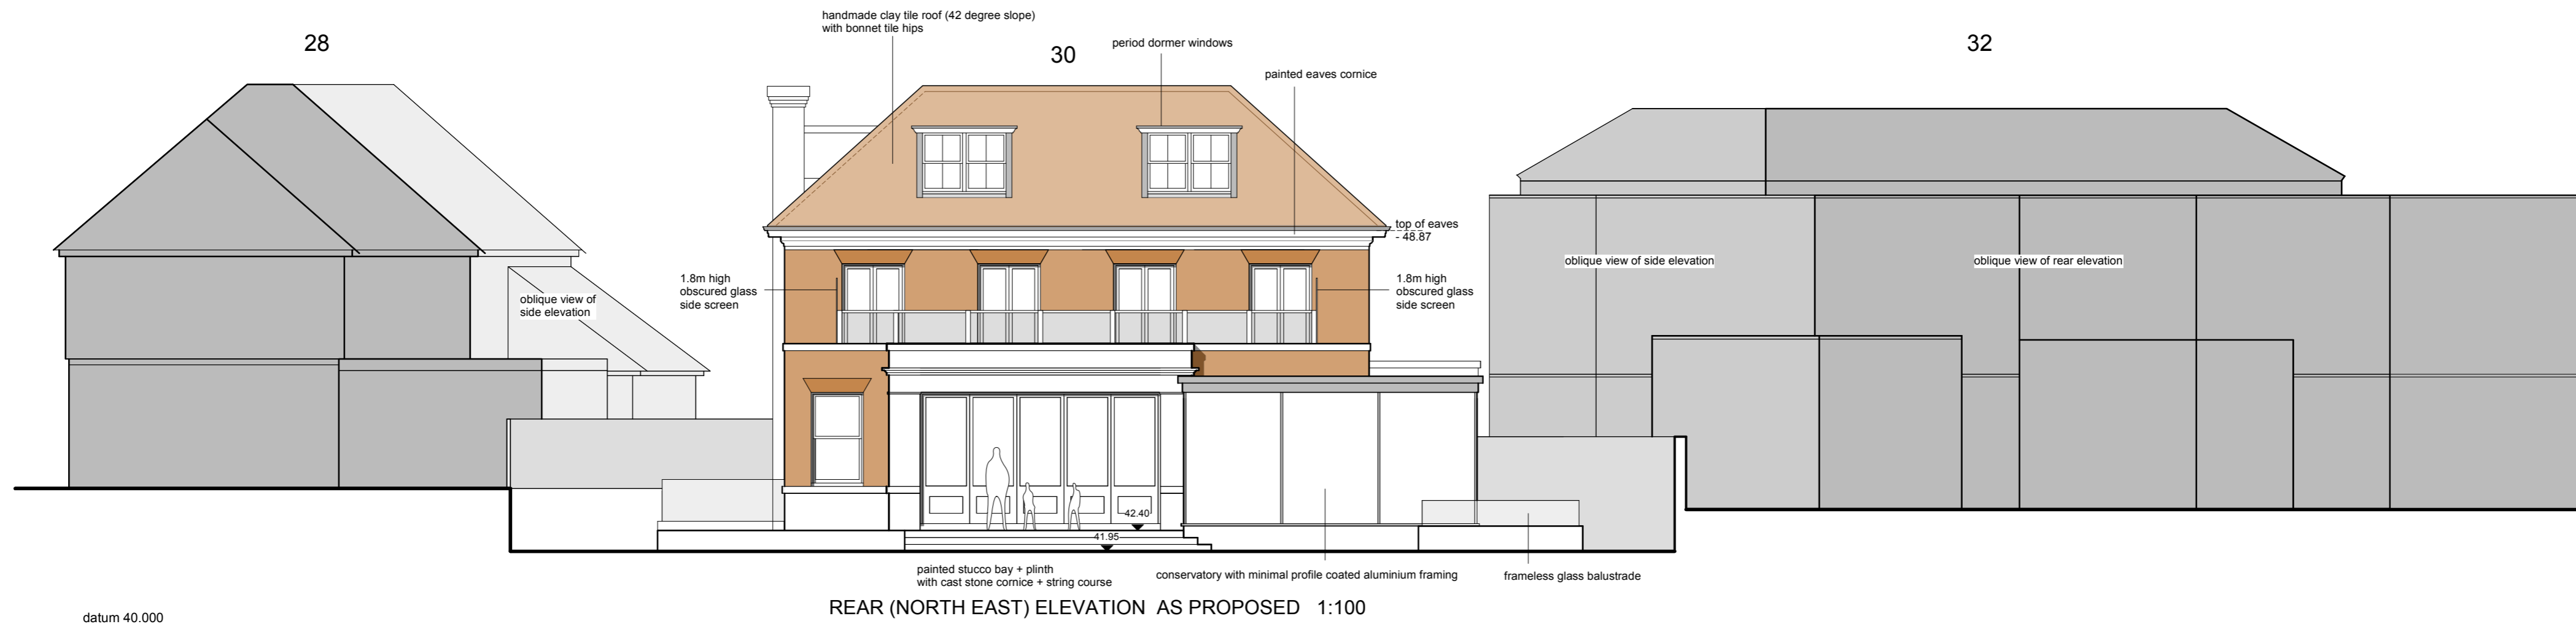 handmade clay tile roof (42 degree slope)
with bonnet tile hips
28
30
32
period dormer windows
painted eaves cornice
top of eaves
- 48.87
1.8m high
obscured glass
side screen
1.8m high
obscured glass
side screen
oblique view of
side elevation
oblique view of side elevation
oblique view of rear elevation
42.40
41.95
painted stucco bay + plinth
with cast stone cornice + string course
conservatory with minimal profile coated aluminium framing
frameless glass balustrade
REAR (NORTH EAST) ELEVATION AS PROPOSED 1:100
datum 40.000